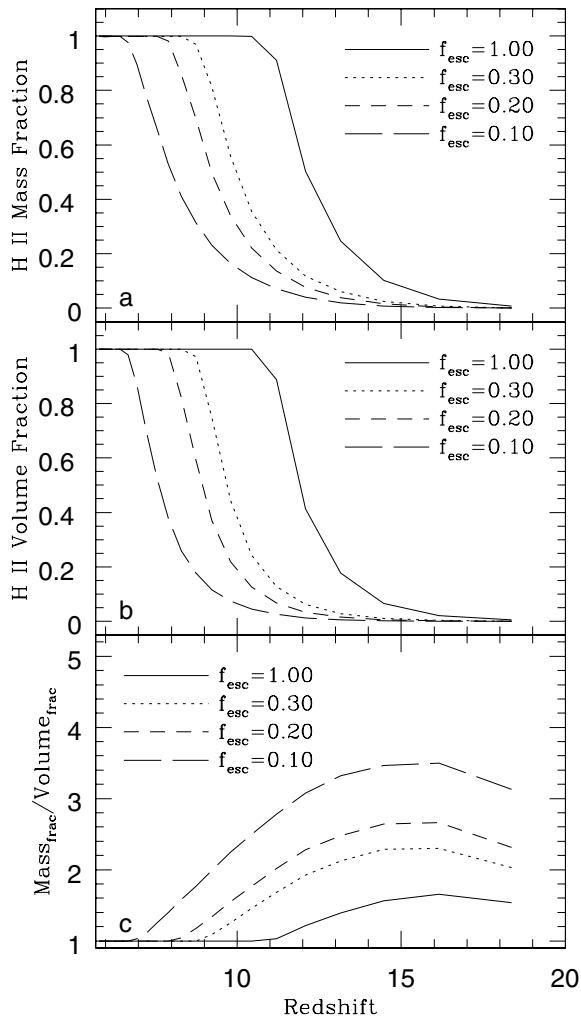 1
0.8
0.6
0.4
0.2
0
H II Mass Fraction
a
f_esc=1.00
f_esc=0.30
f_esc=0.20
f_esc=0.10
1
0.8
0.6
0.4
0.2
0
H II Volume Fraction
b
f_esc=1.00
f_esc=0.30
f_esc=0.20
f_esc=0.10
5
4
3
2
1
Mass_frac/Volume_frac
c
f_esc=1.00
f_esc=0.30
f_esc=0.20
f_esc=0.10
10 15 20
Redshift